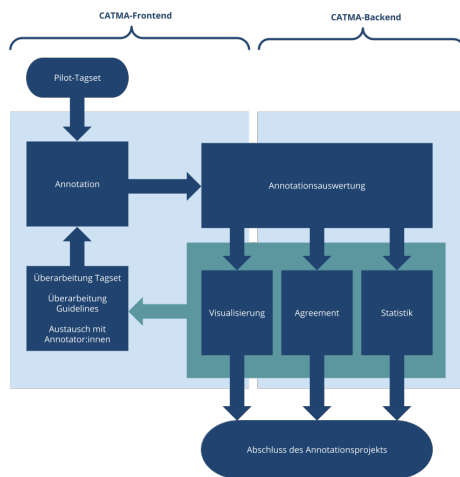 CATMA-Frontend
CATMA-Backend
Pilot-Tagset
Annotation
Annotationsauswertung
Überarbeitung Tagset
Überarbeitung
Guidelines
Austausch mit
Annotator:innen
Visualisierung
Agreement
Statistik
Abschluss des Annotationsprojekts